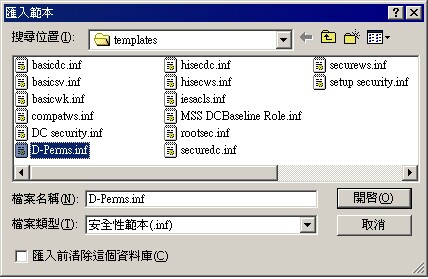 匯入範本
搜尋位置(I): templates
basicdc.inf
basicsv.inf
basicwk.inf
compatws.inf
DC security.inf
D-Perms.inf
hisecdc.inf
hisecws.inf
iesacls.inf
MSS DCBaseline Role.inf
rootsec.inf
securedc.inf
securews.inf
setup security.inf
檔案名稱(N): D-Perms.inf 開啟(O)
檔案類型(T): 安全性範本(.inf) 取消
匯入前清除這個資料庫(C)